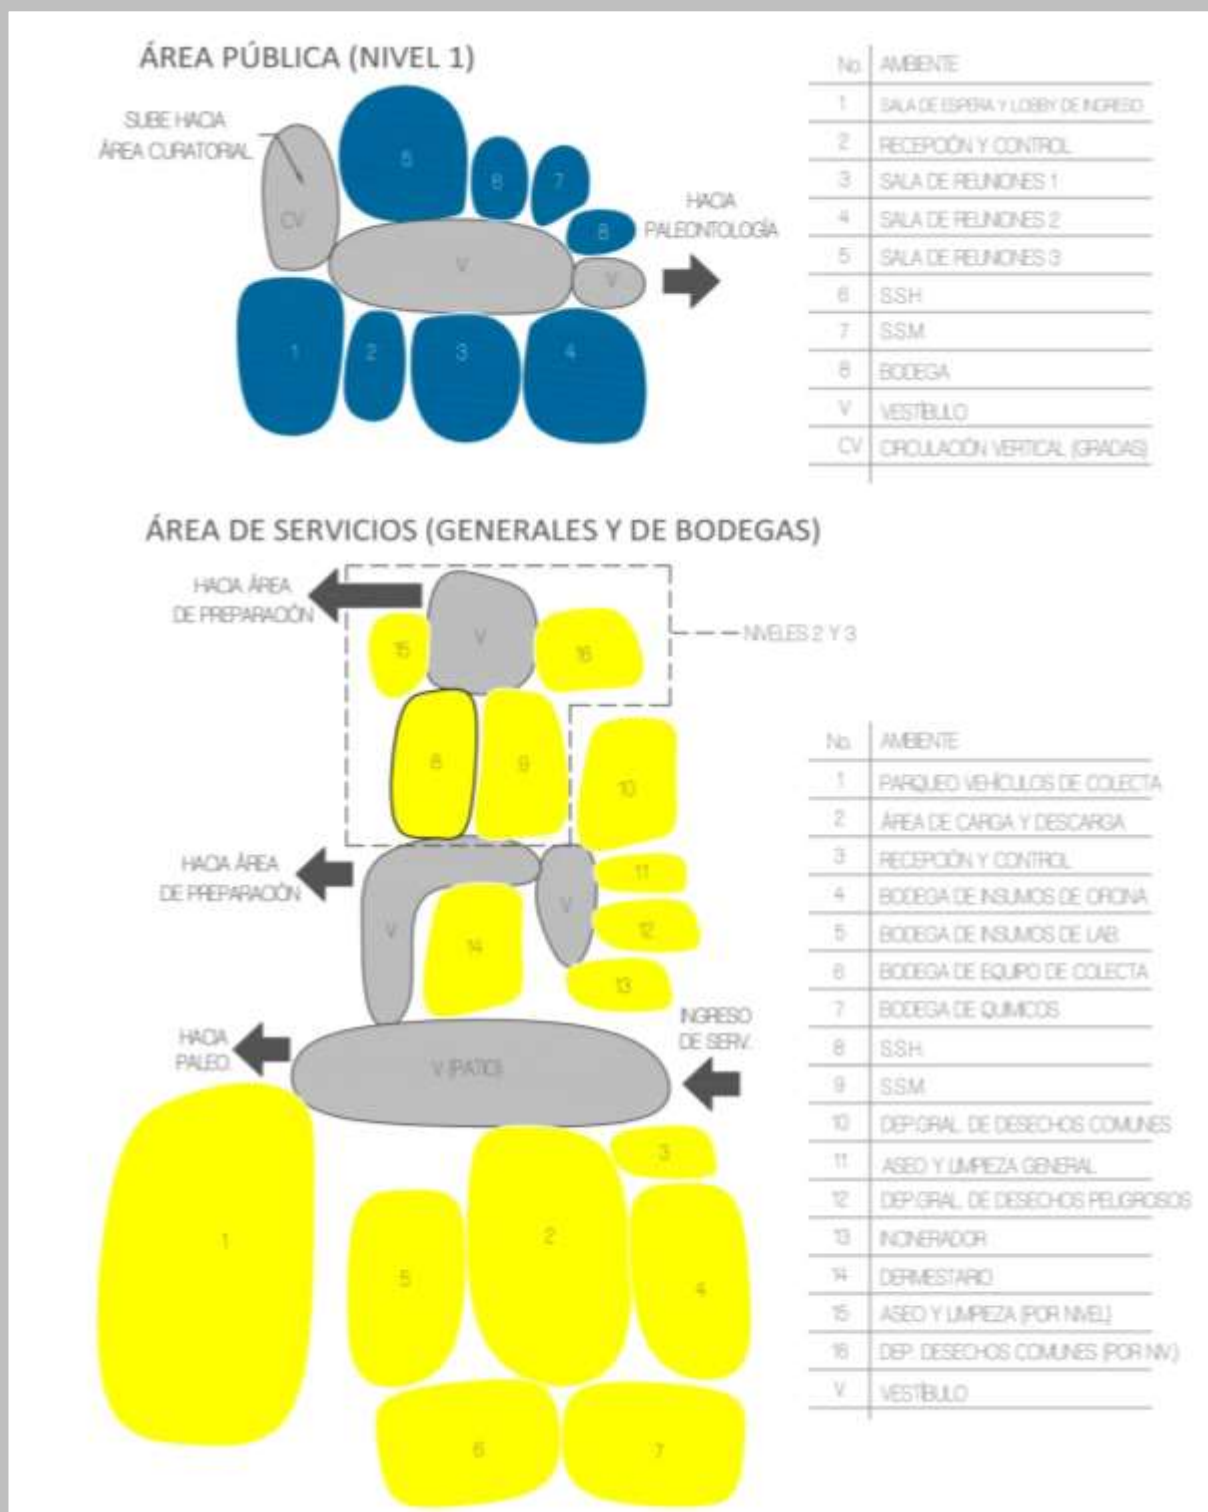 ÁREA PÚBLICA (NIVEL 1)
SUBE HACIA
ÁREA CURATORIAL
CV
5
6
7
8
V
V
HACIA
PALEONTOLOGÍA
1
2
3
4
No. AMBIENTE
1 SALA DE ESPERA Y LOBBY DE INGRESO
2 RECEPCIÓN Y CONTROL
3 SALA DE REUNIONES 1
4 SALA DE REUNIONES 2
5 SALA DE REUNIONES 3
6 S.S.H.
7 S.S.M.
8 BODEGA
V VESTÍBULO
CV CIRCULACIÓN VERTICAL (GRADAS)
ÁREA DE SERVICIOS (GENERALES Y DE BODEGAS)
HACIA ÁREA
DE PREPARACIÓN
V
15
16
NIVELES 2 Y 3
8
9
10
HACIA ÁREA
DE PREPARACIÓN
V
14
V
11
12
13
HACIA
PALEO.
V (PATIO)
INGRESO
DE SERV.
1
5
2
3
4
6
7
No. AMBIENTE
1 PARQUEO VEHÍCULOS DE COLECTA
2 ÁREA DE CARGA Y DESCARGA
3 RECEPCIÓN Y CONTROL
4 BODEGA DE INSUMOS DE OFICINA
5 BODEGA DE INSUMOS DE LAB.
6 BODEGA DE EQUIPO DE COLECTA
7 BODEGA DE QUIMICOS
8 S.S.H.
9 S.S.M.
10 DEP.GRAL. DE DESECHOS COMUNES
11 ASEO Y LIMPIEZA GENERAL
12 DEP.GRAL. DE DESECHOS PELIGROSOS
13 INCINERADOR
14 DERMESTARIO
15 ASEO Y LIMPIEZA (POR NIVEL)
16 DEP. DESECHOS COMUNES (POR NIV.)
V VESTÍBULO